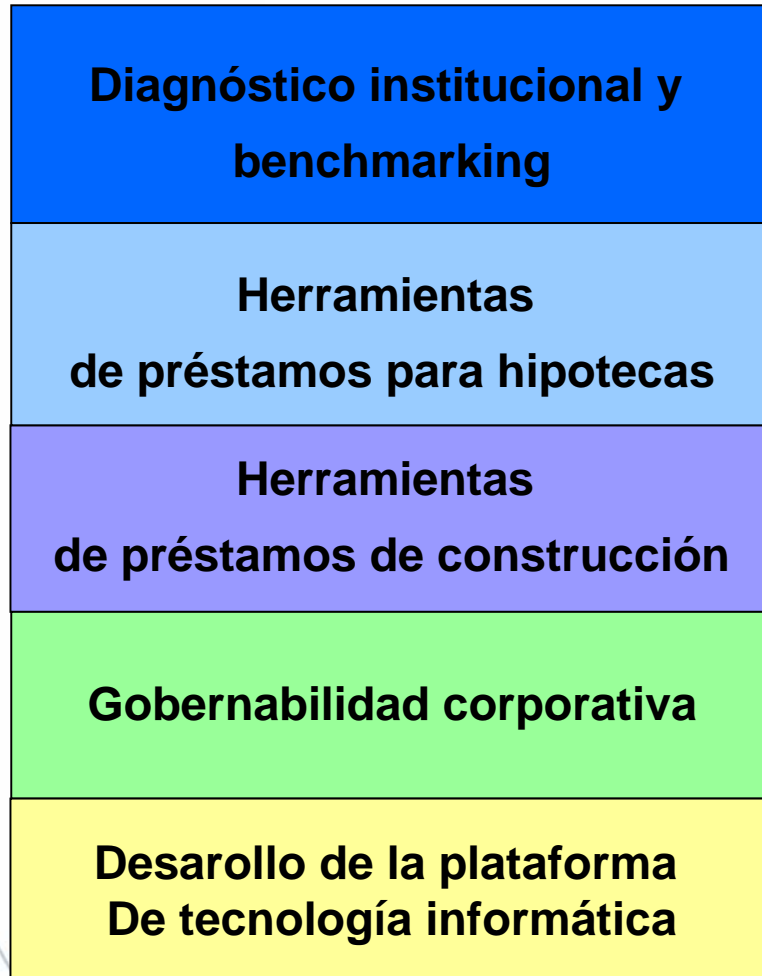 Diagnóstico institucional y
benchmarking
Herramientas
de préstamos para hipotecas
Herramientas
de préstamos de construcción
Gobernabilidad corporativa
Desarollo de la plataforma
De tecnología informática